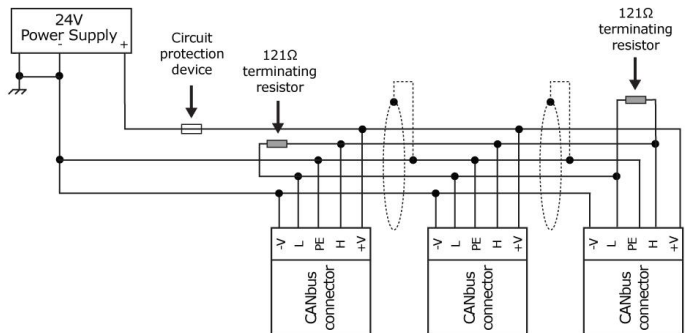 24V
Power Supply
- +
Circuit
protection
device
121Ω
terminating
resistor
121Ω
terminating
resistor
-V L PE H +V
CANbus
connector
-V L PE H +V
CANbus
connector
-V L PE H +V
CANbus
connector